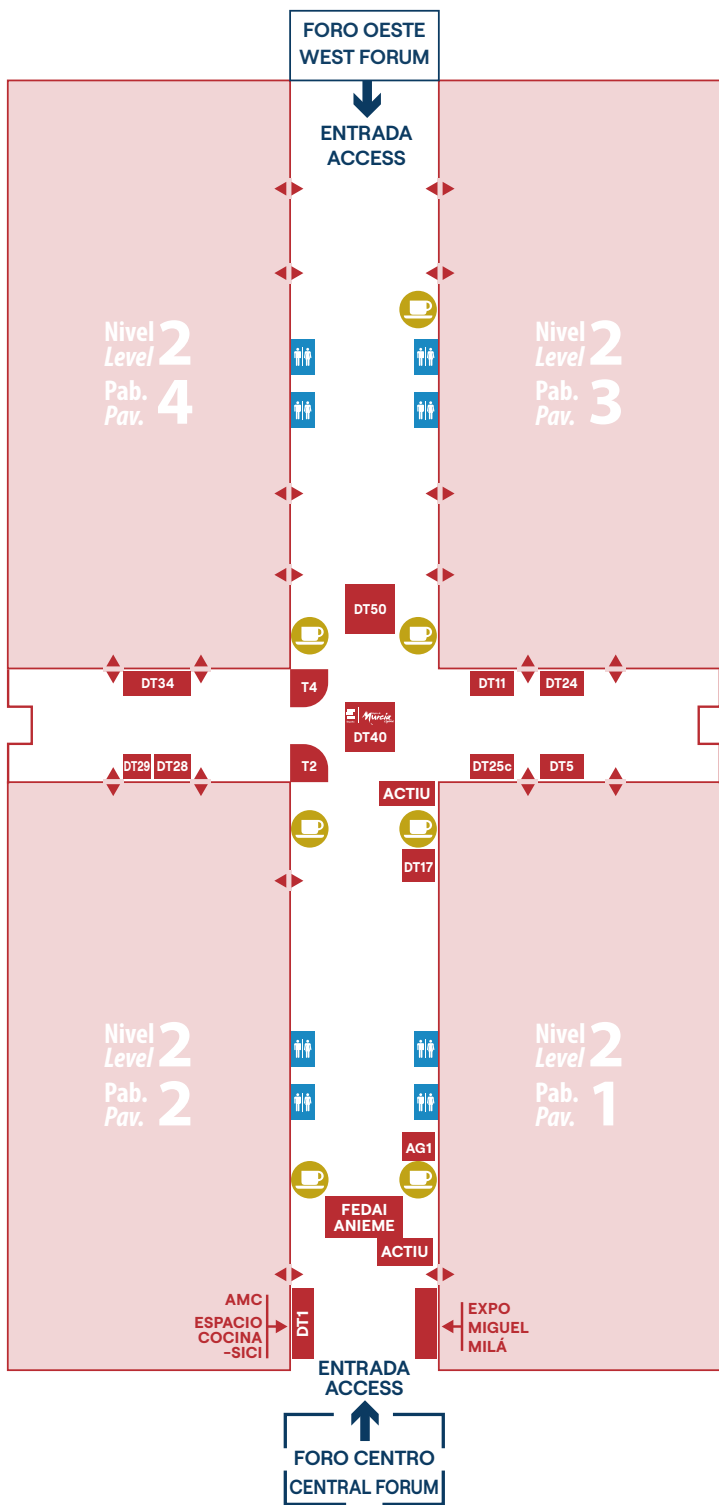 FORO OESTE
WEST FORUM
ENTRADA
ACCESS
Nivel 2
Level
Pab. 4
Pav.
Nivel 2
Level
Pab. 3
Pav.
DT50
DT34
T4
DT11
DT24
Murcia
DT40
DT29
DT28
T2
DT25c
DT5
ACTIU
DT17
Nivel 2
Level
Pab. 2
Pav.
Nivel 2
Level
Pab. 1
Pav.
AG1
FEDAI
ANIEME
ACTIU
AMC
ESPACIO
COCINA
-SICI
DT1
EXPO
MIGUEL
MILÁ
ENTRADA
ACCESS
FORO CENTRO
CENTRAL FORUM